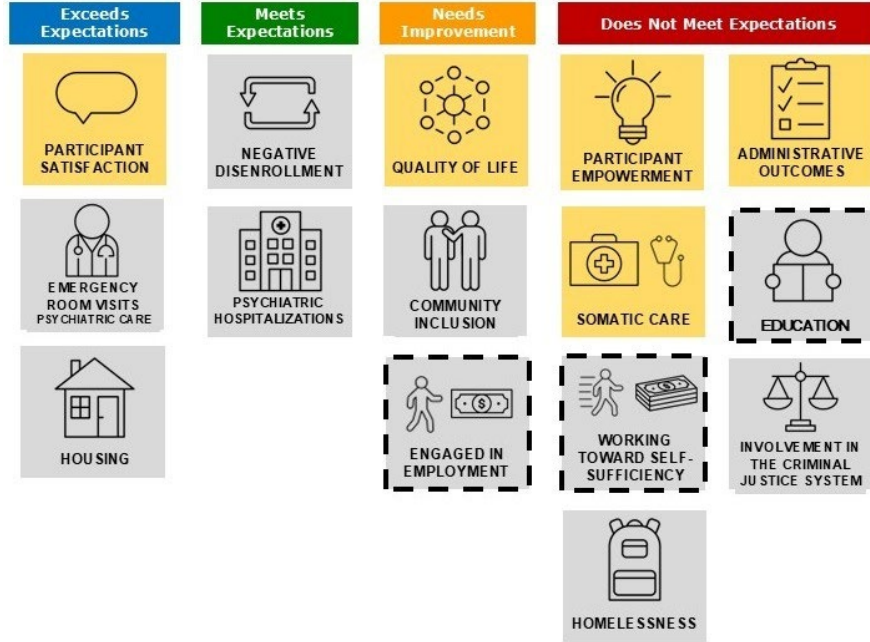 Exceeds
Expectations
Meets
Expectations
Needs
Improvement
Does Not Meet Expectations
PARTICIPANT
SATISFACTION
NEGATIVE
DISENROLLMENT
QUALITY OF LIFE
PARTICIPANT
EMPOWERMENT
ADMINISTRATIVE
OUTCOMES
EMERGENCY
ROOM VISITS
PSYCHIATRIC CARE
PSYCHIATRIC
HOSPITALIZATIONS
COMMUNITY
INCLUSION
SOMATIC CARE
EDUCATION
HOUSING
$
ENGAGED IN
EMPLOYMENT
$
WORKING
TOWARD SELF-
SUFFICIENCY
INVOLVEMENT IN
THE CRIMINAL
JUSTICE SYSTEM
HOMELESSNESS